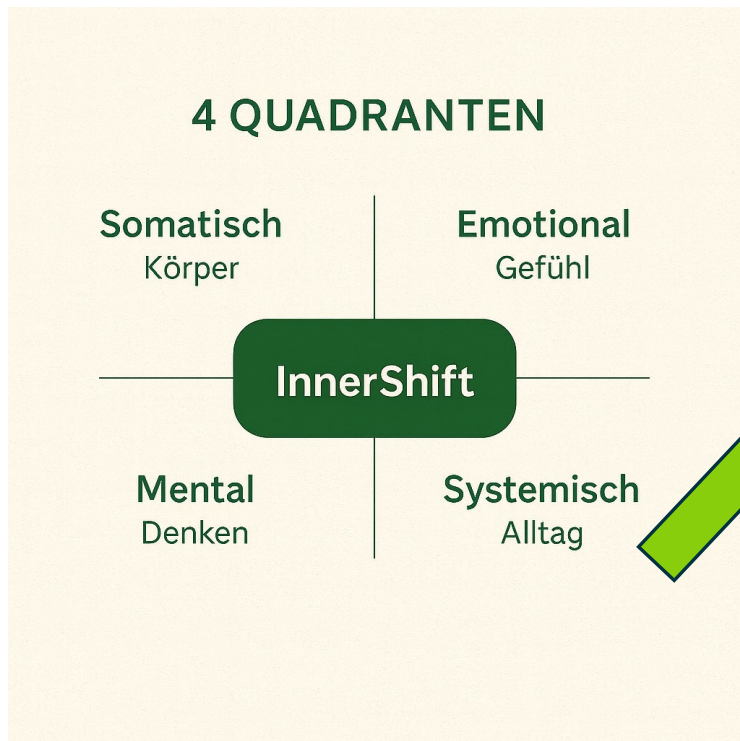 4 QUADRANTEN
Somatisch
Körper
Emotional
Gefühl
InnerShift
Mental
Denken
Systemisch
Alltag